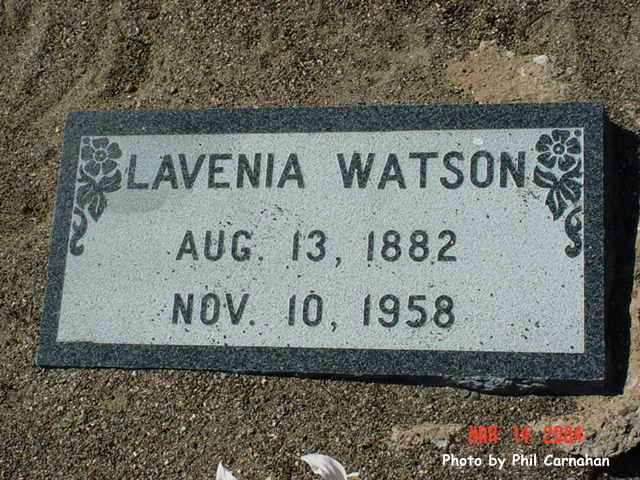 LAVENIA WATSON
AUG. 13, 1882
NOV. 10, 1958
MAR 14 2004
Photo by Phil Carnahan